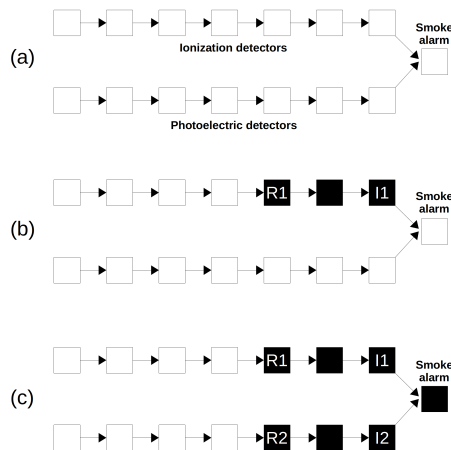 Smoke
alarm
(a)
Ionization detectors
Photoelectric detectors
Smoke
alarm
(b)
R1 I1
Smoke
alarm
(c)
R1 I1
R2 I2